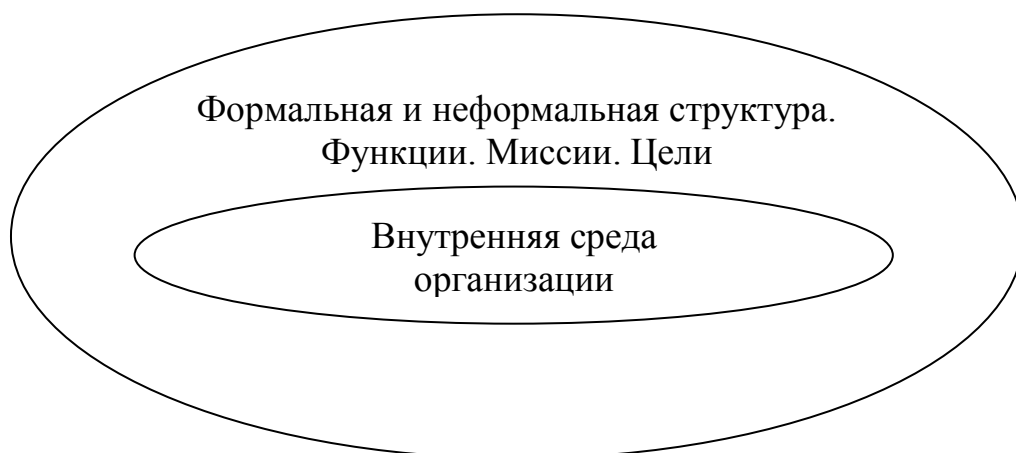 Формальная и неформальная структура.
Функции. Миссии. Цели
Внутренняя среда
организации